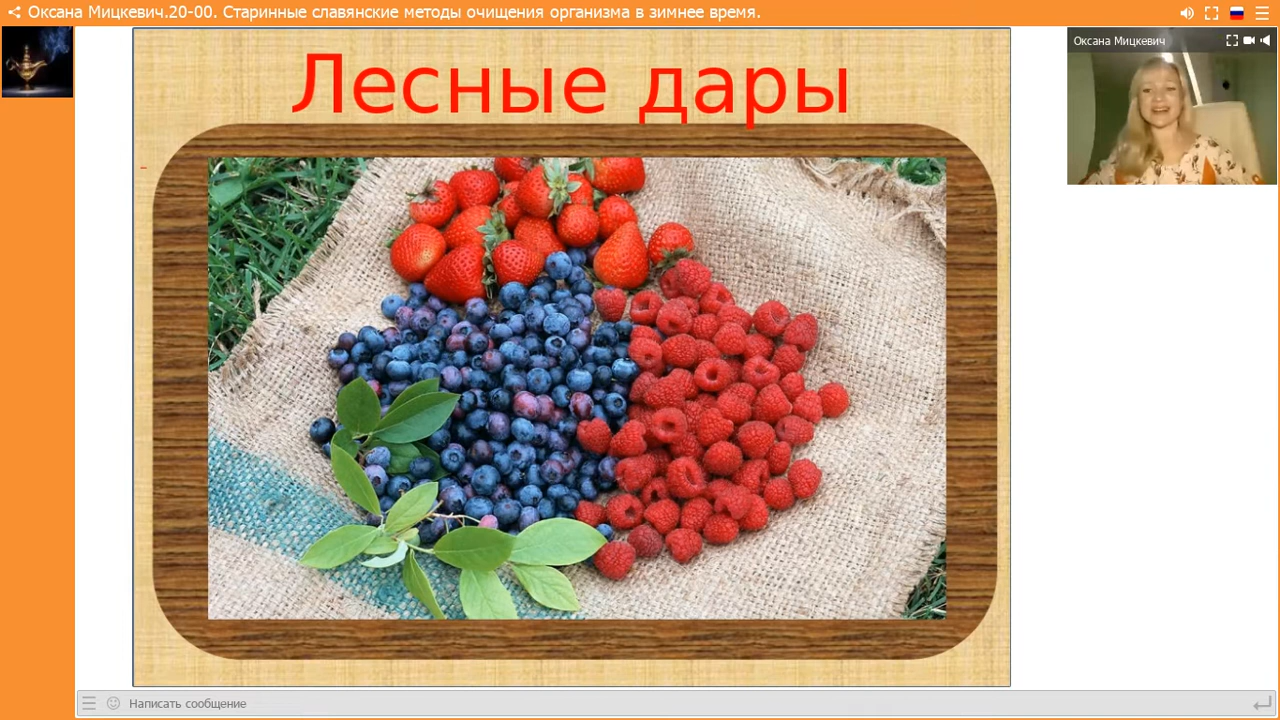 Оксана Мицкевич.20-00. Старинные славянские методы очищения организма в зимнее время.
Оксана Мицкевич
Лесные дары
Написать сообщение